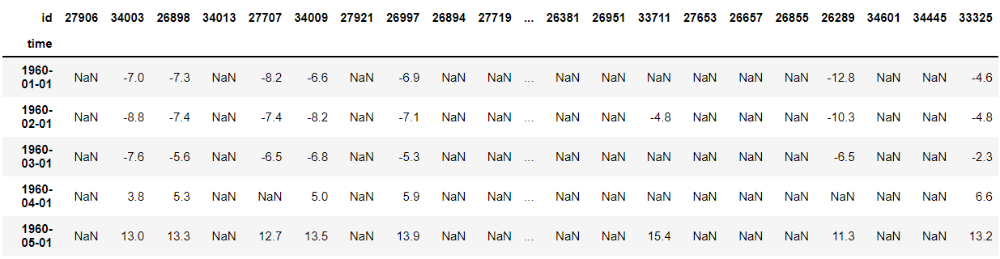 id 27906 34003 26898 34013 27707 34009 27921 26997 26894 27719 ... 26381 26951 33711 27653 26657 26855 26289 34601 34445 33325
time
1960-
01-01 NaN -7.0 -7.3 NaN -8.2 -6.6 NaN -6.9 NaN NaN ... NaN NaN NaN NaN NaN NaN -12.8 NaN NaN -4.6
1960-
02-01 NaN -8.8 -7.4 NaN -7.4 -8.2 NaN -7.1 NaN NaN ... NaN NaN -4.8 NaN NaN NaN -10.3 NaN NaN -4.8
1960-
03-01 NaN -7.6 -5.6 NaN -6.5 -6.8 NaN -5.3 NaN NaN ... NaN NaN NaN NaN NaN NaN -6.5 NaN NaN -2.3
1960-
04-01 NaN 3.8 5.3 NaN NaN 5.0 NaN 5.9 NaN NaN ... NaN NaN NaN NaN NaN NaN NaN NaN NaN 6.6
1960-
05-01 NaN 13.0 13.3 NaN 12.7 13.5 NaN 13.9 NaN NaN ... NaN NaN 15.4 NaN NaN NaN 11.3 NaN NaN 13.2